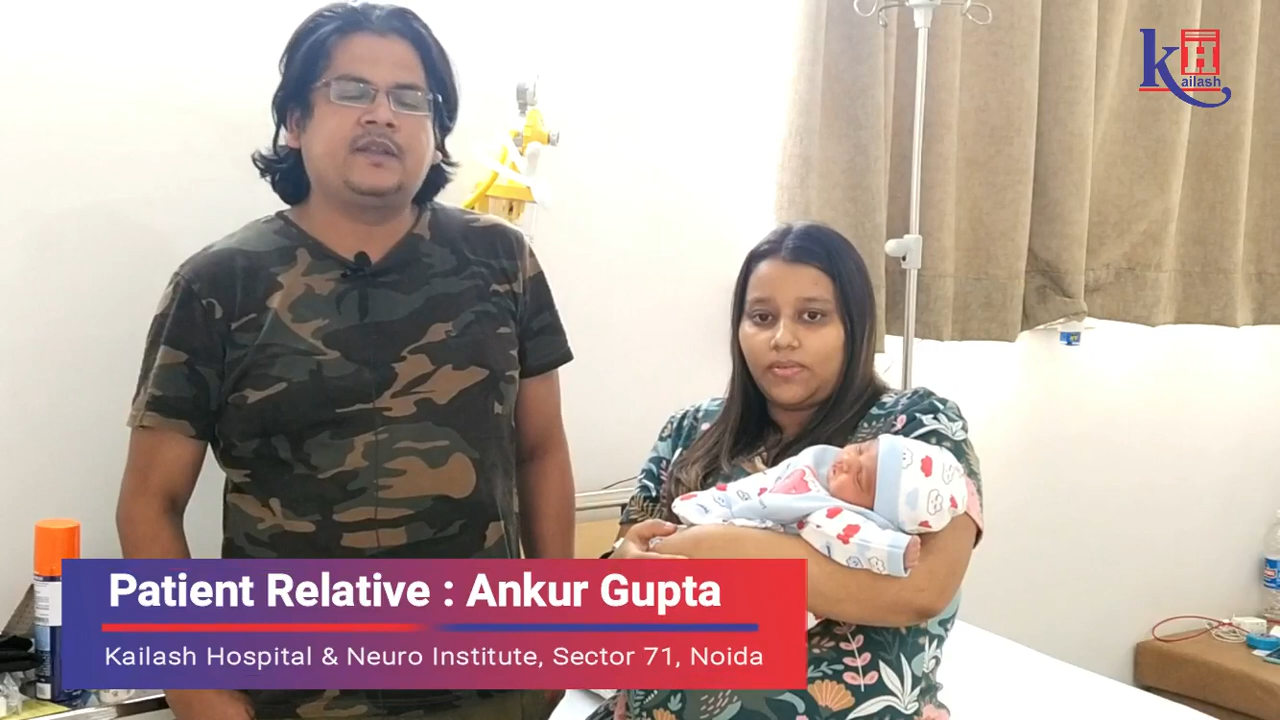 Kailash
H
Patient Relative : Ankur Gupta
Kailash Hospital & Neuro Institute, Sector 71, Noida